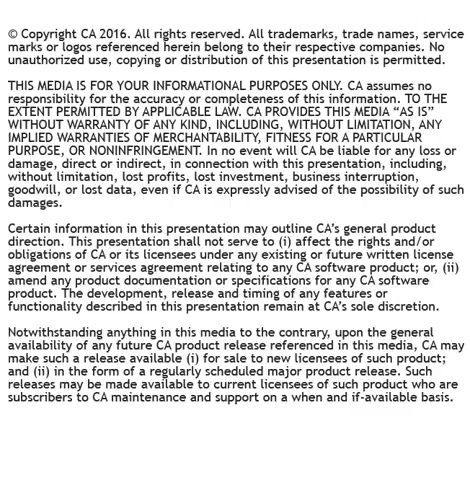 © Copyright CA 2016. All rights reserved. All trademarks, trade names, service
marks or logos referenced herein belong to their respective companies. No
unauthorized use, copying or distribution of this presentation is permitted.
THIS MEDIA IS FOR YOUR INFORMATIONAL PURPOSES ONLY. CA assumes no
responsibility for the accuracy or completeness of this information. TO THE
EXTENT PERMITTED BY APPLICABLE LAW. CA PROVIDES THIS MEDIA “AS IS”
WITHOUT WARRANTY OF ANY KIND, INCLUDING, WITHOUT LIMITATION, ANY
IMPLIED WARRANTIES OF MERCHANTABILITY, FITNESS FOR A PARTICULAR
PURPOSE, OR NONINFRINGEMENT. In no event will CA be liable for any loss or
damage, direct or indirect, in connection with this presentation, including,
without limitation, lost profits, lost investment, business interruption,
goodwill, or lost data, even if CA is expressly advised of the possibility of such
damages.
Certain information in this presentation may outline CA’s general product
direction. This presentation shall not serve to (i) affect the rights and/or
obligations of CA or its licensees under any existing or future written license
agreement or services agreement relating to any CA software product; or, (ii)
amend any product documentation or specifications for any CA software
product. The development, release and timing of any features or
functionality described in this presentation remain at CA’s sole discretion.
Notwithstanding anything in this media to the contrary, upon the general
availability of any future CA product release referenced in this media, CA may
make such a release available (i) for sale to new licensees of such product;
and (ii) in the form of a regularly scheduled major product release. Such
releases may be made available to current licensees of such product who are
subscribers to CA maintenance and support on a when and if-available basis.